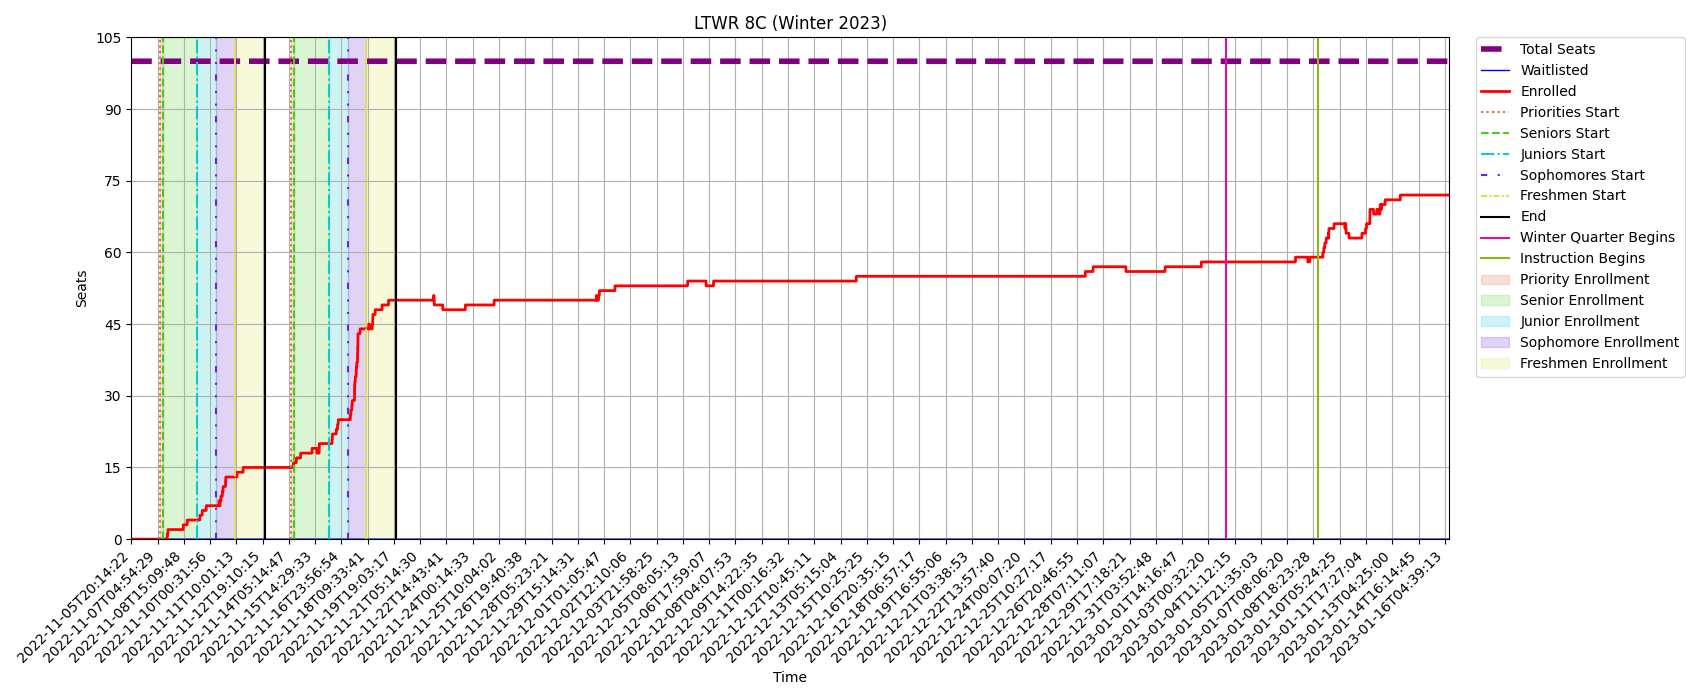 LTWR 8C (Winter 2023)
105
90
75
60
45
30
15
0
Seats
2022-11-05T20:14:22
2022-11-07T04:54:29
2022-11-08T15:09:48
2022-11-10T00:31:56
2022-11-11T10:01:13
2022-11-12T19:10:15
2022-11-14T05:14:47
2022-11-15T14:29:33
2022-11-16T23:56:54
2022-11-18T09:33:41
2022-11-19T19:03:17
2022-11-21T05:14:30
2022-11-22T14:43:41
2022-11-25T10:14:33
2022-11-25T10:04:02
2022-11-26T19:40:38
2022-11-28T05:23:21
2022-11-29T15:14:31
2022-12-01T01:05:47
2022-12-02T12:10:06
2022-12-03T21:58:25
2022-12-05T08:05:13
2022-12-06T17:59:07
2022-12-08T04:07:53
2022-12-09T14:22:35
2022-12-11T00:16:32
2022-12-12T10:45:11
2022-12-13T05:15:04
2022-12-15T10:25:25
2022-12-16T20:35:15
2022-12-18T06:57:17
2022-12-19T16:55:06
2022-12-21T03:38:53
2022-12-22T13:57:40
2022-12-24T00:07:20
2022-12-25T10:27:17
2022-12-26T20:46:55
2022-12-28T07:11:07
2022-12-29T17:18:21
2022-12-31T03:52:48
2023-01-01T14:16:47
2023-01-03T00:32:20
2023-01-04T11:12:15
2023-01-05T21:35:03
2023-01-07T08:06:20
2023-01-08T18:23:28
2023-01-10T05:24:25
2023-01-11T17:27:04
2023-01-13T04:25:00
2023-01-14T16:14:45
2023-01-16T04:39:13
Time
Total Seats
Waitlisted
Enrolled
Priorities Start
Seniors Start
Juniors Start
Sophomores Start
Freshmen Start
End
Winter Quarter Begins
Instruction Begins
Priority Enrollment
Senior Enrollment
Junior Enrollment
Sophomore Enrollment
Freshmen Enrollment